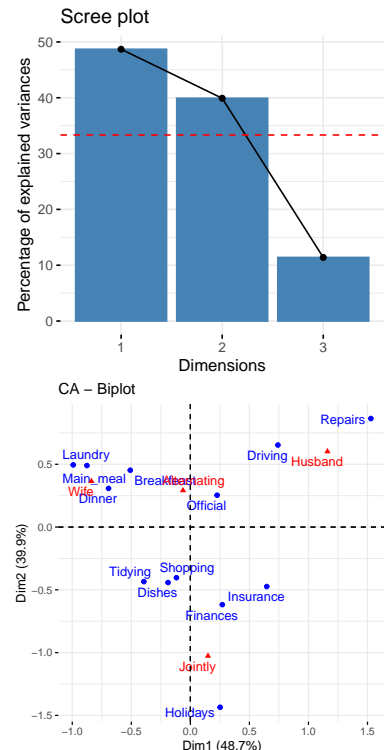 Scree plot
50
40
30
20
10
0
Percentage of explained variances
1 2 3
Dimensions
CA − Biplot
Repairs
Laundry
Driving
Husband
Main_meal
Breakfast
Alternating
Wife
Dinner
Official
Tidying
Shopping
Dishes
Insurance
Finances
Jointly
Holidays
0.5
0.0
−0.5
−1.0
−1.5
Dim2 (39.9%)
−1.0 −0.5 0.0 0.5 1.0 1.5
Dim1 (48.7%)